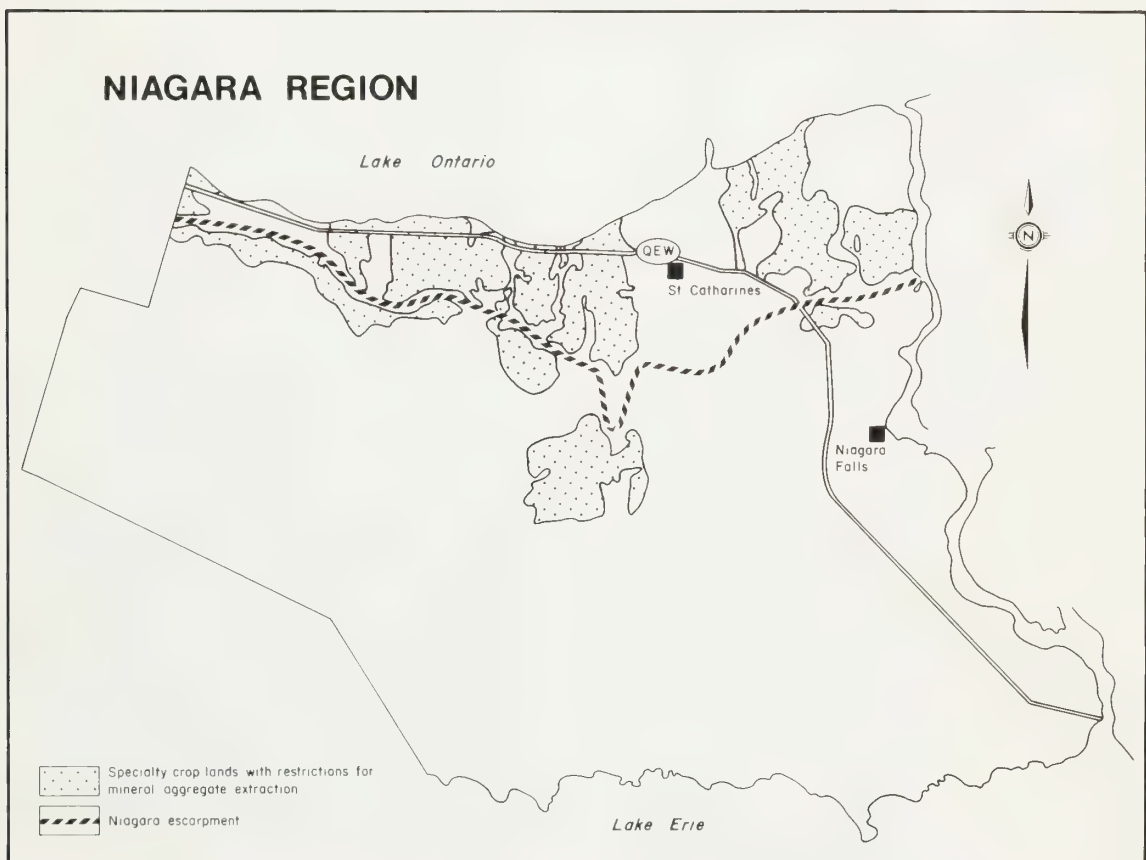 NIAGARA REGION
Lake Ontario
QEW
St Catharines
N
Niagara
Falls
Specialty crop lands with restrictions for
mineral aggregate extraction
Niagara escarpment
Lake Erie